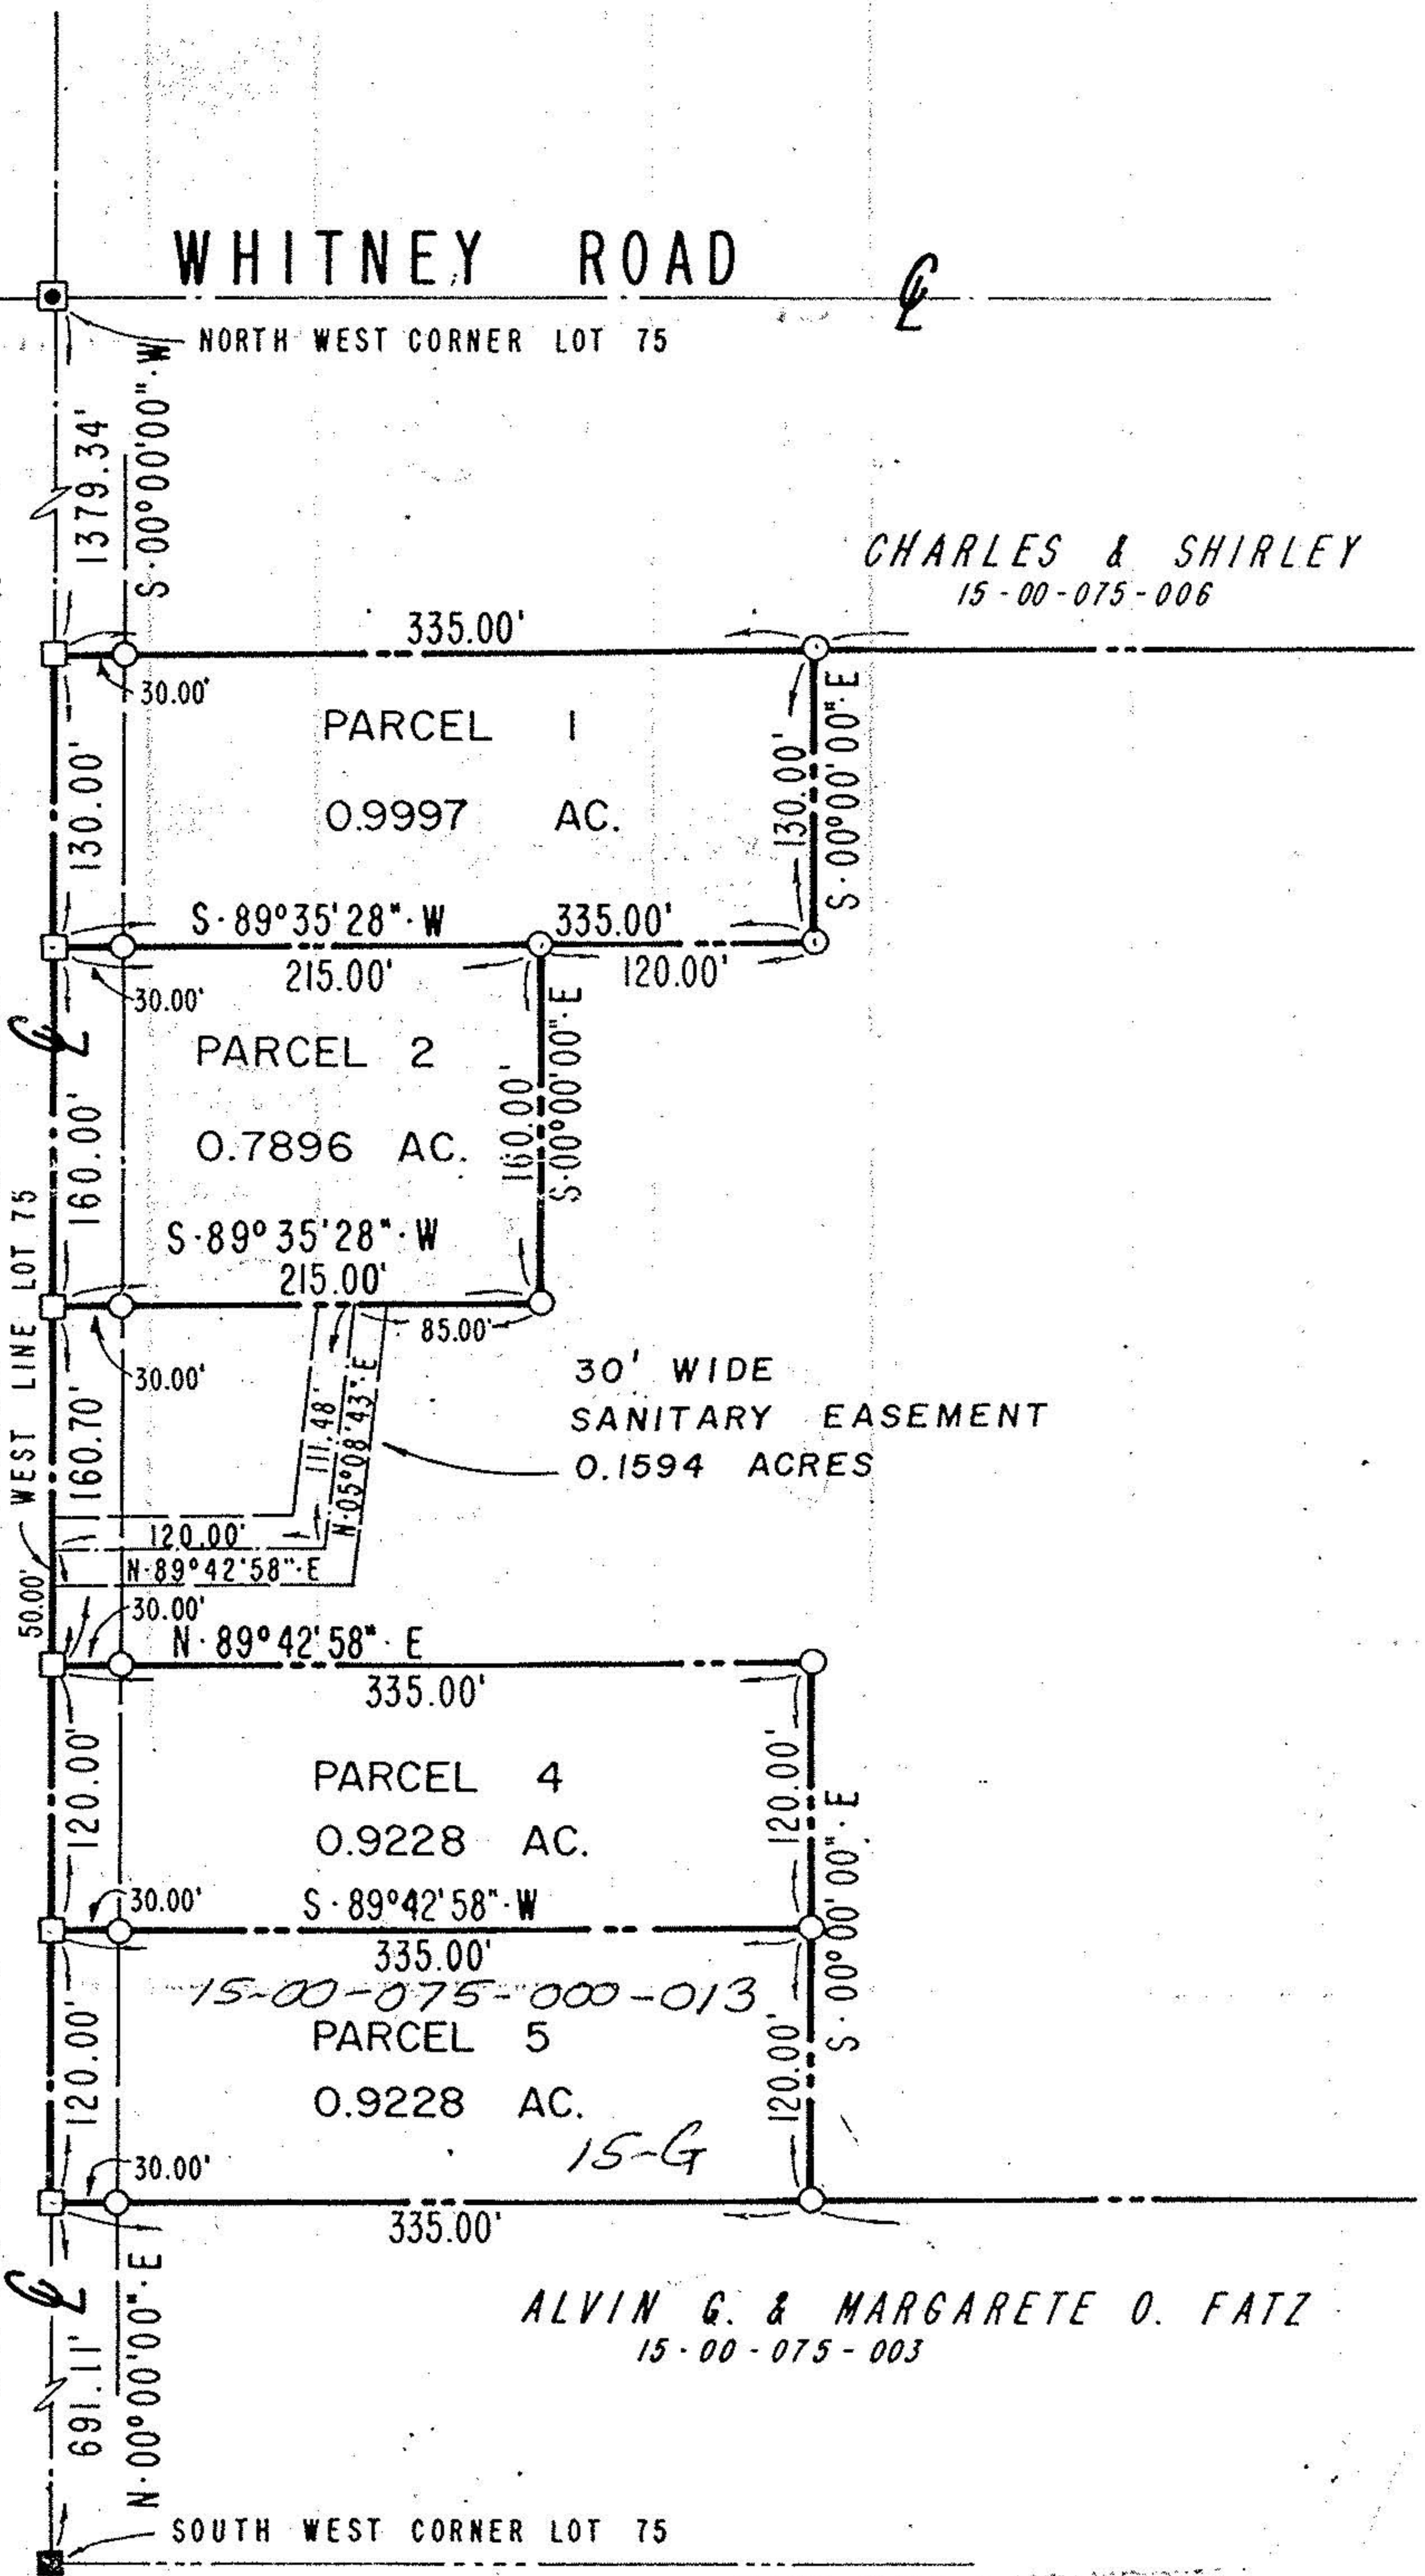 WHITNEY ROAD
℄
NORTH WEST CORNER LOT 75
1379.34'
S·00°00'00"·W
CHARLES & SHIRLEY
15-00-075-006
335.00'
30.00'
PARCEL 1
130.00'
130.00'
S·00°00'00"·E
0.9997 AC.
S·89°35'28"·W
335.00'
215.00'
120.00'
30.00'
℄
PARCEL 2
160.00'
160.00'
S·00°00'00"·E
0.7896 AC.
S·89°35'28"·W
215.00'
85.00'
30.00'
WEST LINE LOT 75
160.70'
111.48'
N·05°08'43"·E
30' WIDE
SANITARY EASEMENT
0.1594 ACRES
120.00'
N·89°42'58"·E
50.00'
30.00'
N·89°42'58"·E
335.00'
120.00'
PARCEL 4
120.00'
0.9228 AC.
30.00'
S·89°42'58"·W
335.00'
S·00°00'00"·E
15-00-075-000-013
PARCEL 5
120.00'
120.00'
0.9228 AC.
15-G
30.00'
335.00'
℄
ALVIN G. & MARGARETE O. FATZ
15-00-075-003
691.11'
N·00°00'00"·E
SOUTH WEST CORNER LOT 75